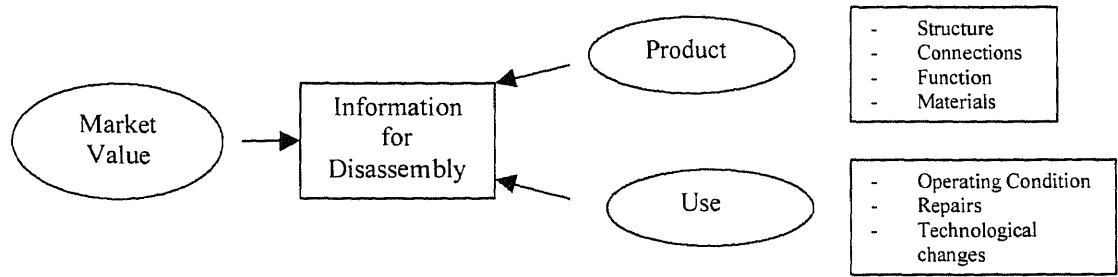 Market
Value
Information
for
Disassembly
Product
- Structure
- Connections
- Function
- Materials
Use
- Operating Condition
- Repairs
- Technological
changes